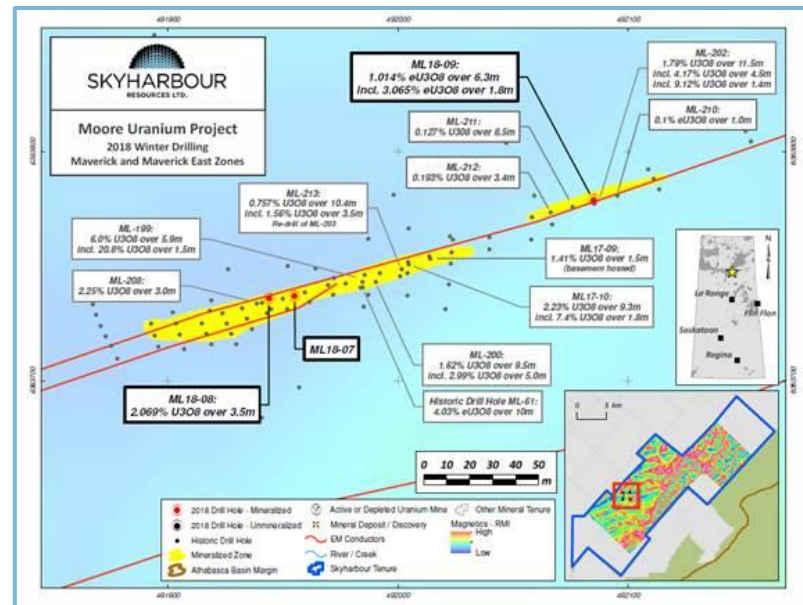 491900
492000
492100
SKYHARBOUR
RESOURCES LTD.
Moore Uranium Project
2018 Winter Drilling
Maverick and Maverick East Zones
ML18-09:
1.014% eU3O8 over 6.3m
incl. 3.065% eU3O8 over 1.8m
ML-202:
1.79% U3O8 over 11.5m
incl. 4.17% U3O8 over 4.5m
incl. 9.12% U3O8 over 1.4m
ML-211:
0.127% U3O8 over 8.5m
ML-210:
0.1% eU3O8 over 1.0m
ML-212:
0.193% U3O8 over 3.4m
ML-213:
0.757% U3O8 over 10.4m
incl. 1.56% U3O8 over 3.5m
Re-drill of ML-203
ML-199:
6.0% U3O8 over 5.9m
incl. 20.8% U3O8 over 1.5m
ML-208:
2.25% U3O8 over 3.0m
ML17-09:
1.41% U3O8 over 1.5m
(basement hosted)
ML17-10:
2.23% U3O8 over 9.3m
incl. 7.4% U3O8 over 1.8m
ML18-07
ML-200:
1.62% U3O8 over 9.5m
incl. 2.99% U3O8 over 5.0m
ML18-08:
2.069% U3O8 over 3.5m
Historic Drill Hole ML-61:
4.03% eU3O8 over 10m
N
La Ronge
Flin Flon
Saskatoon
Regina
6363800
6363800
6363700
6363700
0 10 20 30 40 50
m
0 5 km
2018 Drill Hole - Mineralized
2018 Drill Hole - Unmineralized
Historic Drill Hole
Mineralized Zone
Athabasca Basin Margin
Active or Depleted Uranium Mine
Mineral Deposit / Discovery
EM Conductors
River / Creek
Skyharbour Tenure
Other Mineral Tenure
Magnetics - RMI
High
Low
491900
492000
492100